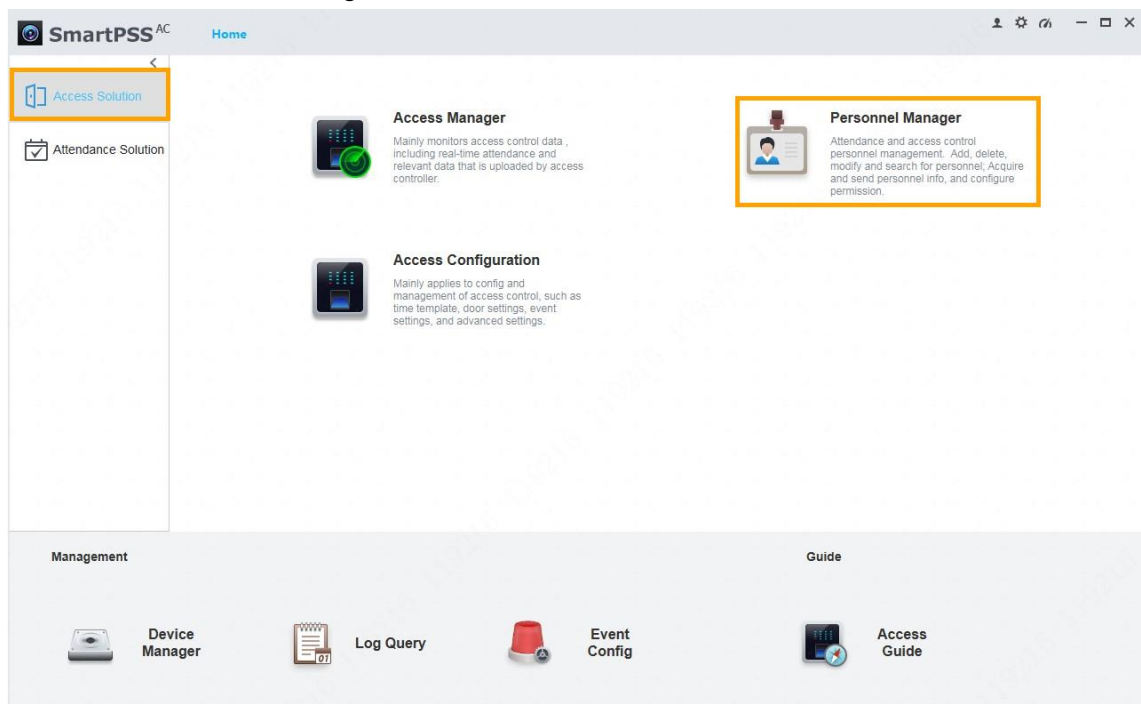 SmartPSS AC
Home
Access Solution
Attendance Solution
Access Manager
Mainly monitors access control data ,
including real-time attendance and
relevant data that is uploaded by access
controller.
Personnel Manager
Attendance and access control
personnel management. Add, delete,
modify and search for personnel; Acquire
and send personnel info, and configure
permission.
Access Configuration
Mainly applies to config and
management of access control, such as
time template, door settings, event
settings, and advanced settings.
Management
Guide
Device
Manager
01
Log Query
Event
Config
Access
Guide